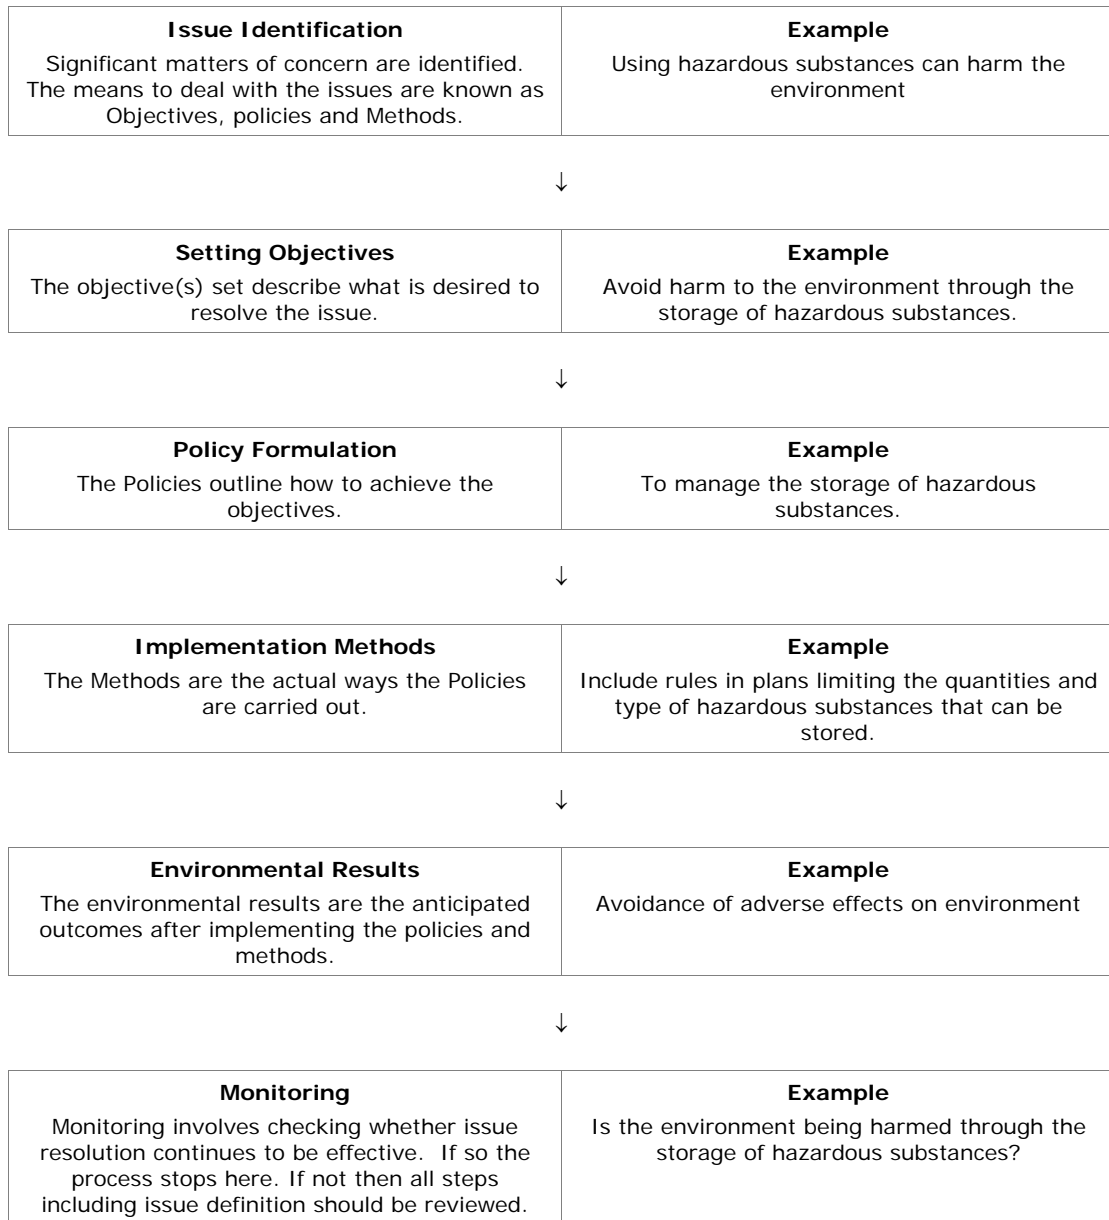 Issue Identification
Significant matters of concern are identified.
The means to deal with the issues are known as
Objectives, policies and Methods.
Example
Using hazardous substances can harm the
environment
↓
Setting Objectives
The objective(s) set describe what is desired to
resolve the issue.
Example
Avoid harm to the environment through the
storage of hazardous substances.
↓
Policy Formulation
The Policies outline how to achieve the
objectives.
Example
To manage the storage of hazardous
substances.
↓
Implementation Methods
The Methods are the actual ways the Policies
are carried out.
Example
Include rules in plans limiting the quantities and
type of hazardous substances that can be
stored.
↓
Environmental Results
The environmental results are the anticipated
outcomes after implementing the policies and
methods.
Example
Avoidance of adverse effects on environment
↓
Monitoring
Monitoring involves checking whether issue
resolution continues to be effective.  If so the
process stops here. If not then all steps
including issue definition should be reviewed.
Example
Is the environment being harmed through the
storage of hazardous substances?